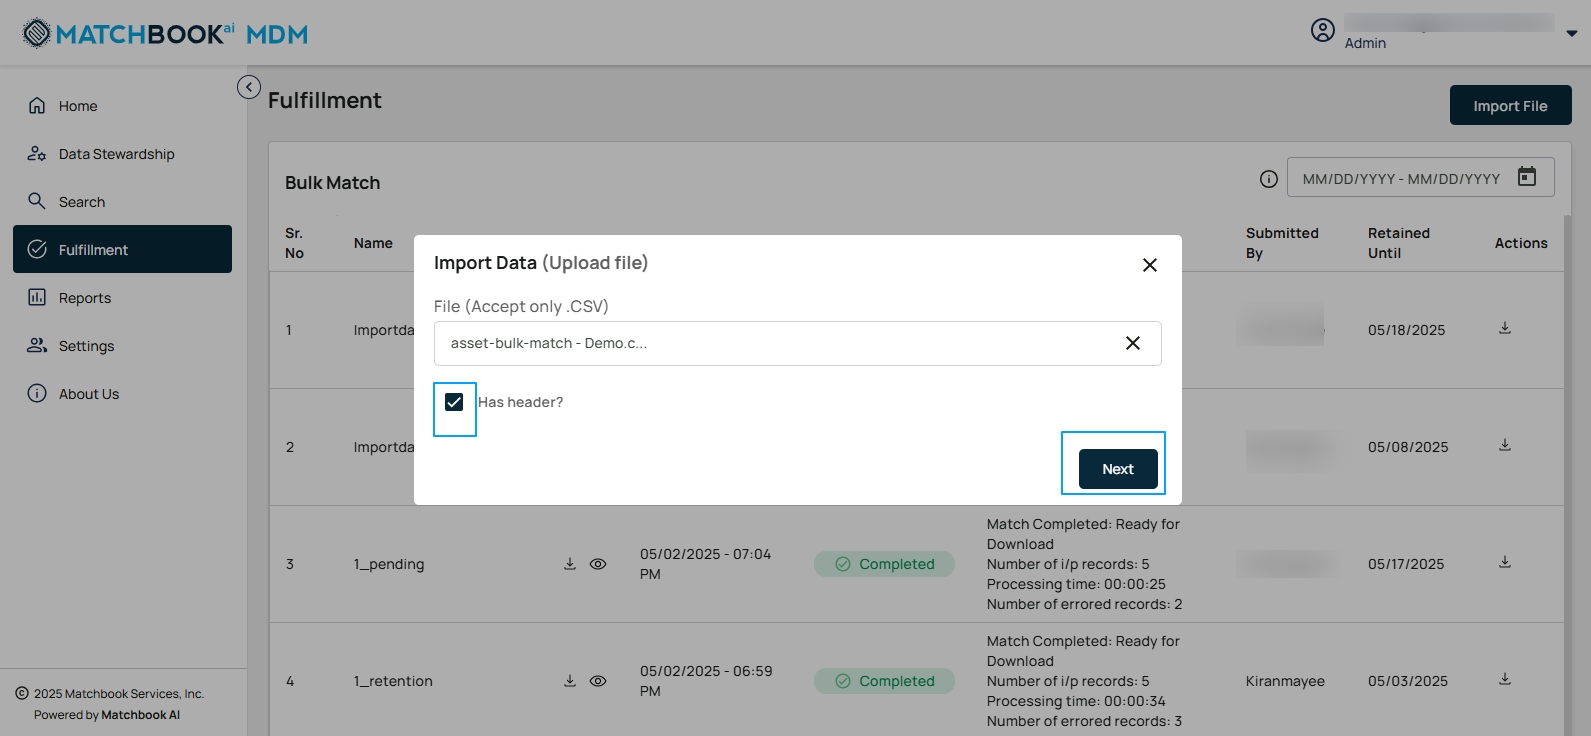 MATCHBOOKai MDM
Admin
Home
Data Stewardship
Search
Fulfillment
Reports
Settings
About Us
© 2025 Matchbook Services, Inc.
Powered by Matchbook AI
Fulfillment
Import File
Bulk Match
MM/DD/YYYY - MM/DD/YYYY
Sr. No
Name
Submitted By
Retained Until
Actions
1
Importda
05/18/2025
2
Importda
05/08/2025
Import Data (Upload file)
File (Accept only .CSV)
asset-bulk-match - Demo.c...
Has header?
Next
3
1_pending
05/02/2025 - 07:04 PM
Completed
Match Completed: Ready for
Download
Number of i/p records: 5
Processing time: 00:00:25
Number of errored records: 2
05/17/2025
4
1_retention
05/02/2025 - 06:59 PM
Completed
Match Completed: Ready for
Download
Number of i/p records: 5
Processing time: 00:00:34
Number of errored records: 3
Kiranmayee
05/03/2025